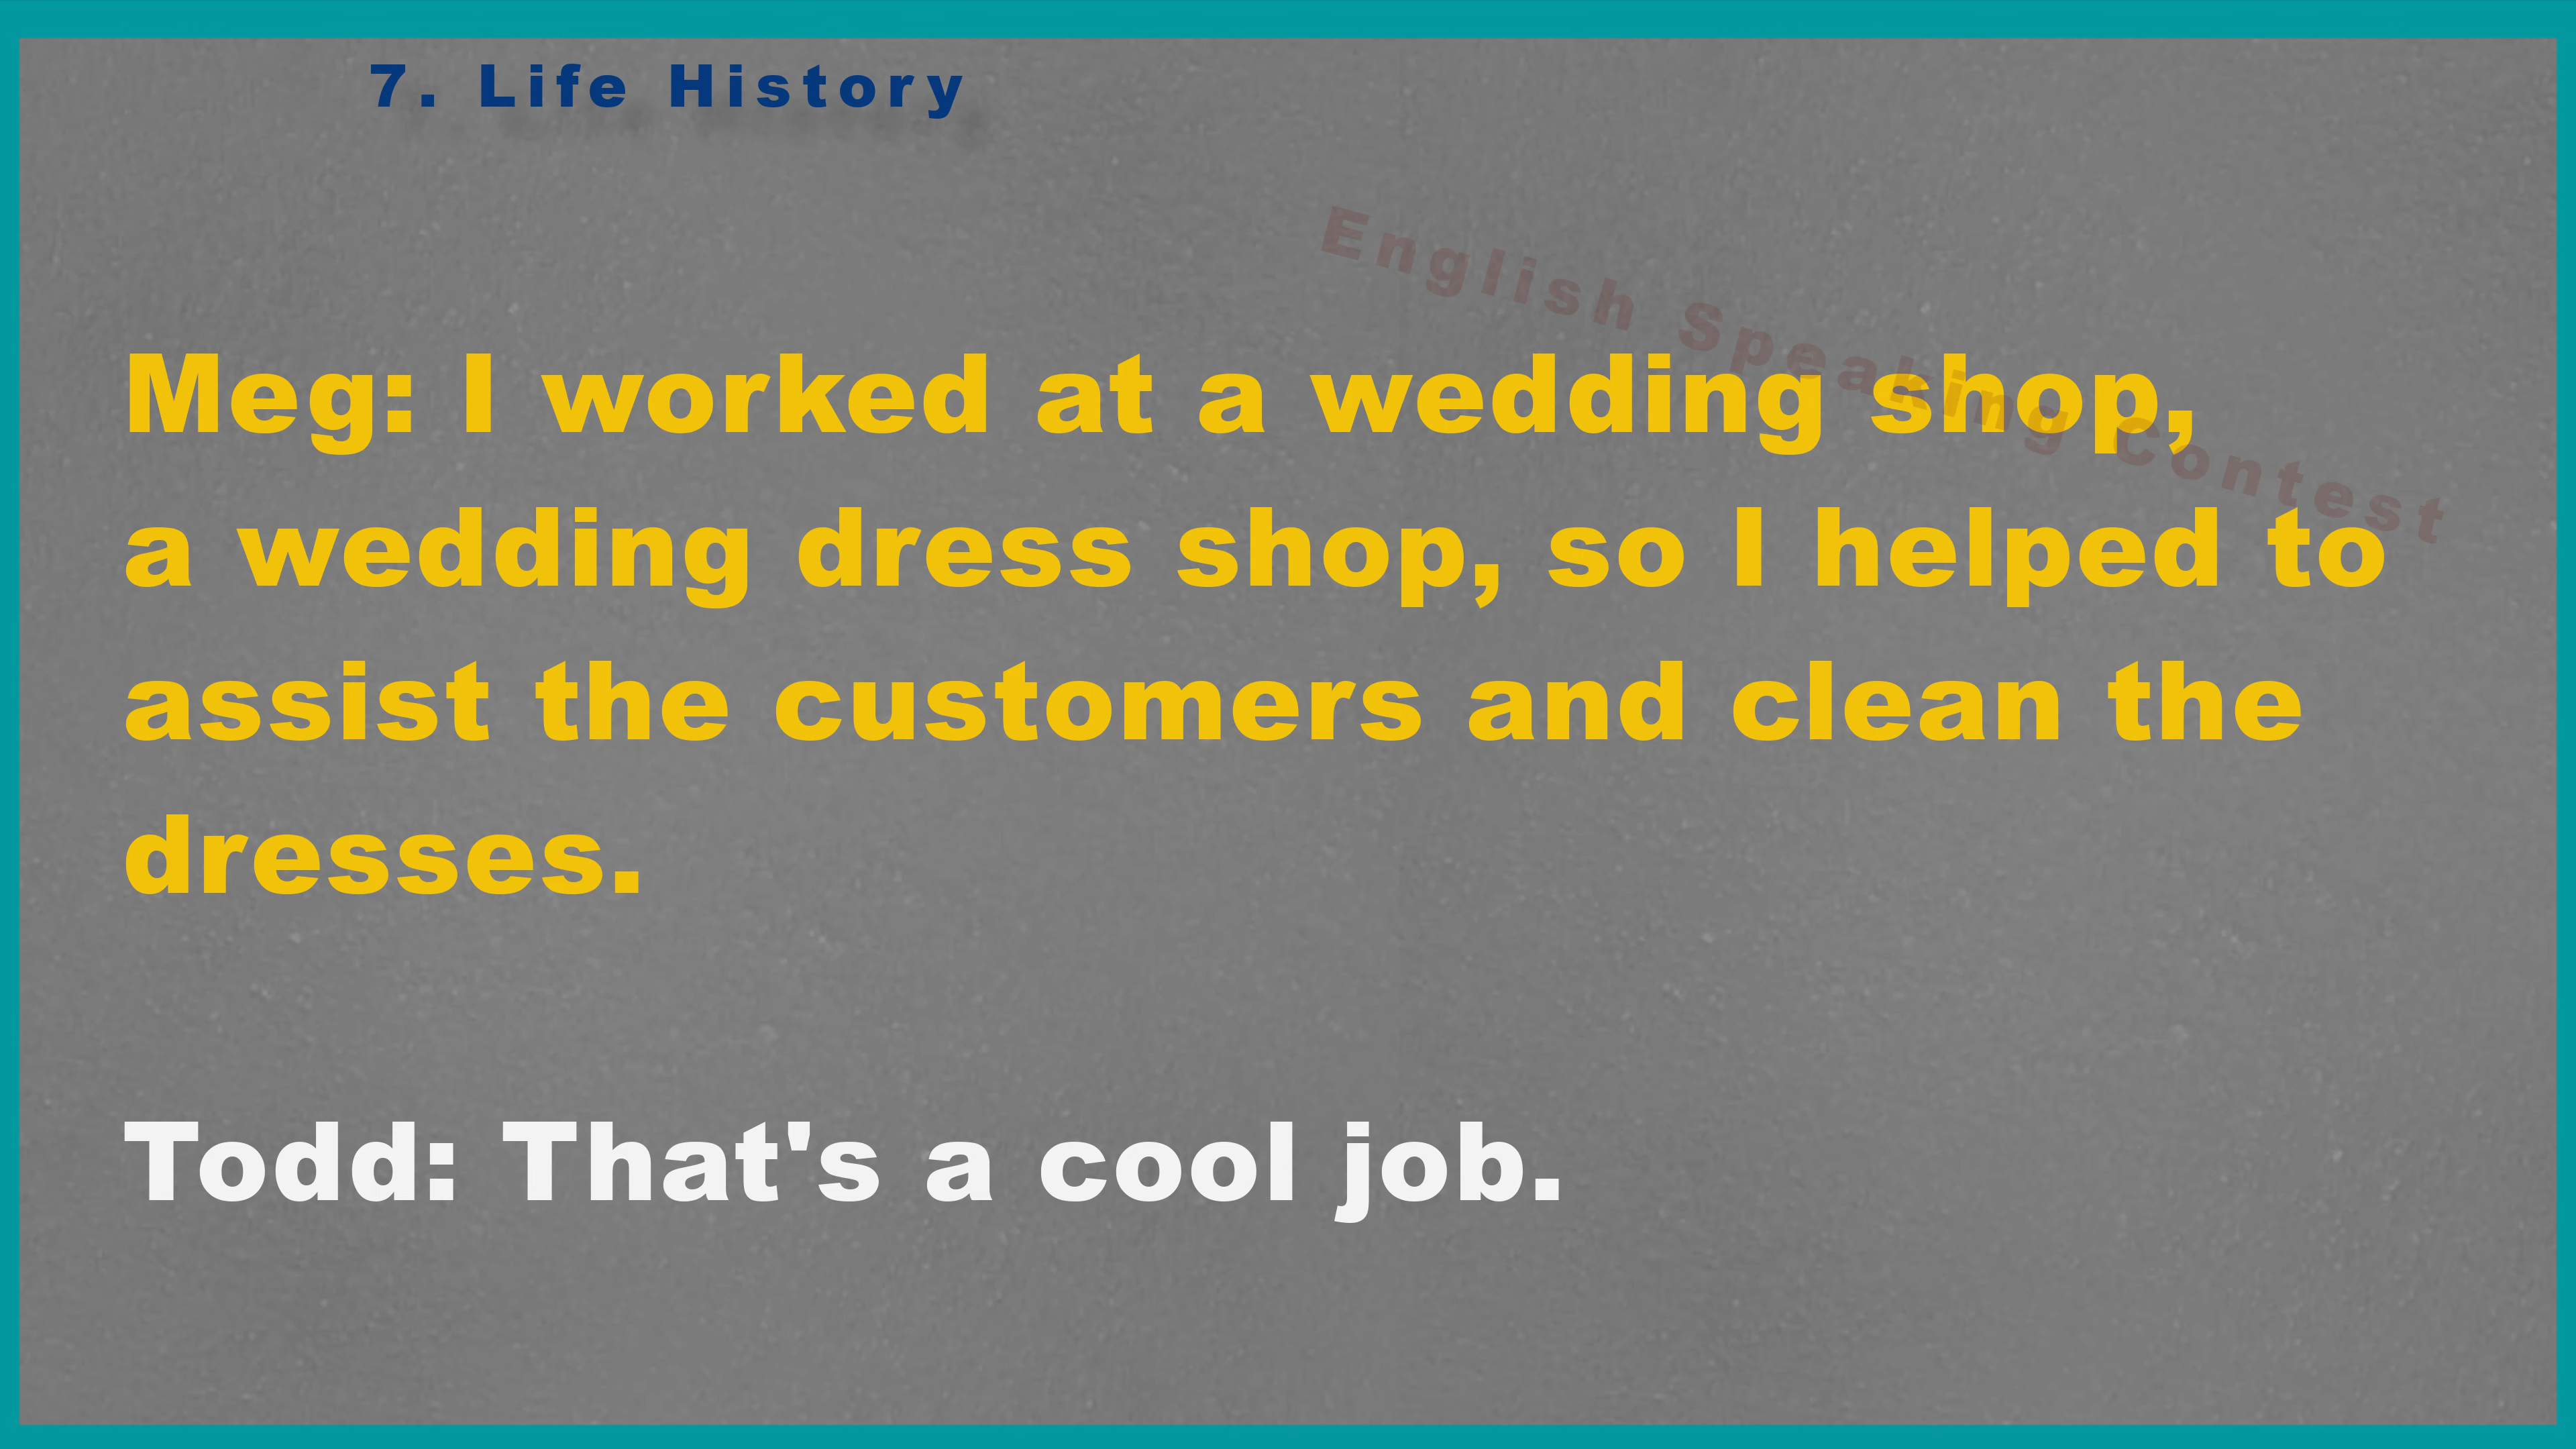 7. Life History
English Speaking Contest
Meg: I worked at a wedding shop,
a wedding dress shop, so I helped to
assist the customers and clean the
dresses.
Todd: That's a cool job.